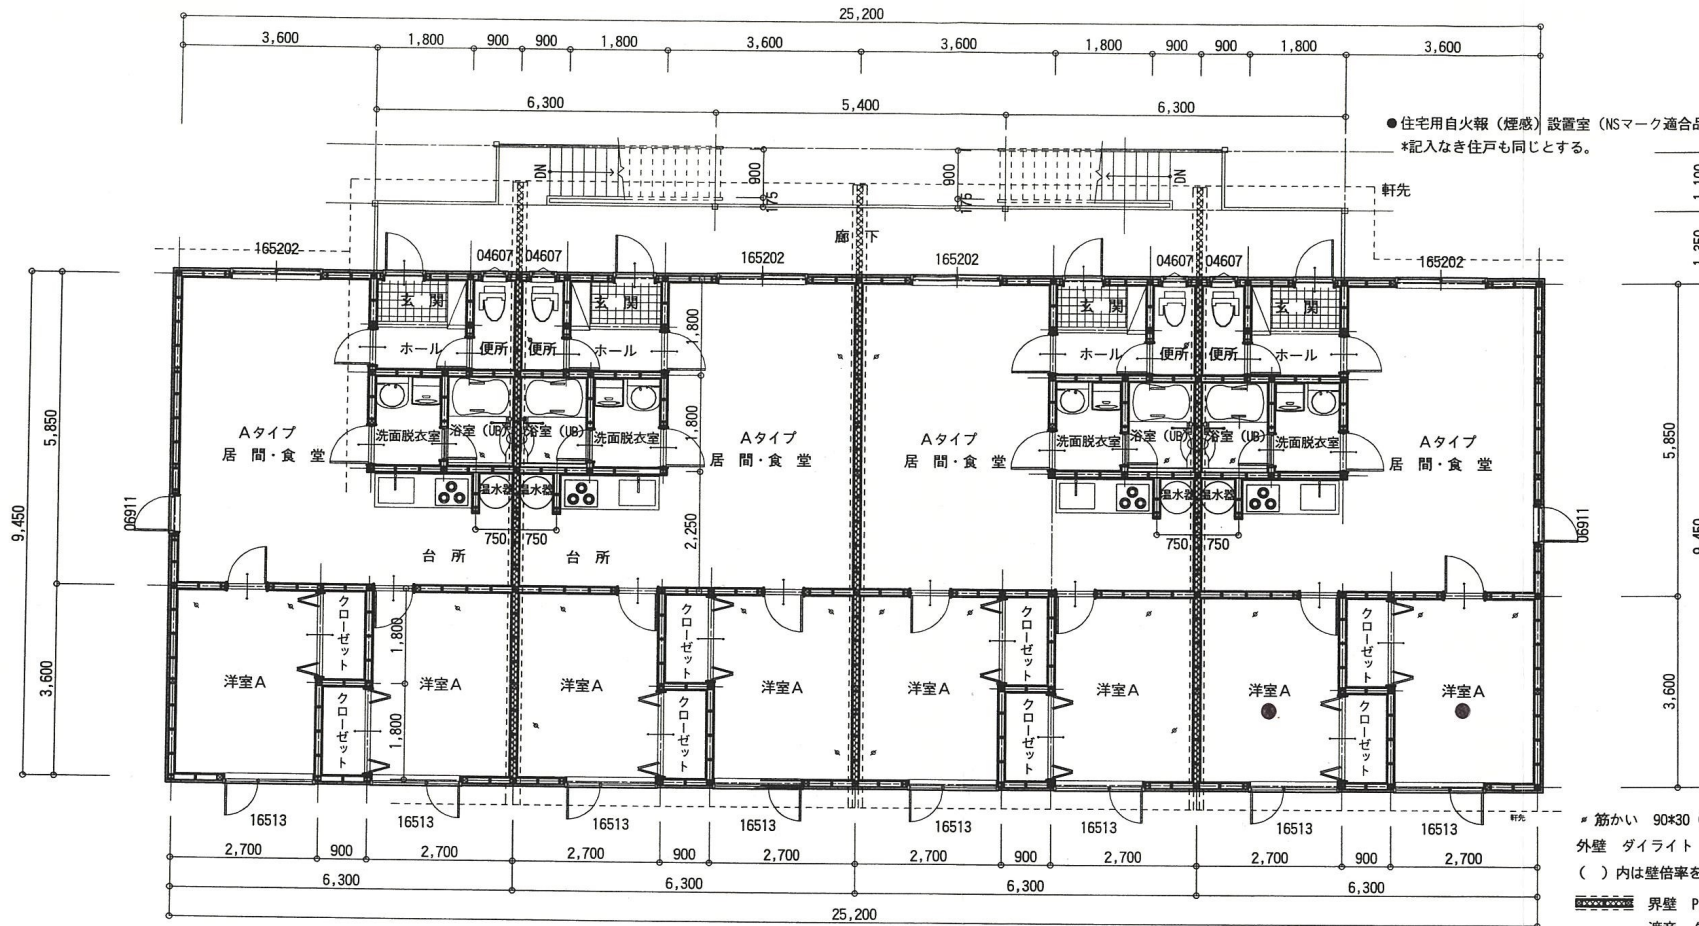 25,200
3,600 1,800 900 900 1,800 3,600 3,600 1,800 900 900 1,800 3,600
6,300 5,400 6,300
●住宅用自火報（煙感）設置室（NSマーク適合品
*記入なき住戸も同じとする。
DN 900 900 DN
175 175
軒先
1,100
1,350
廊 下
165202 04607 04607 165202 165202 04607 04607 165202
玄 関 玄 関 玄 関 玄 関
1,800
ホール 便所 便所 ホール ホール 便所 便所 ホール
1,800
洗面脱衣室 浴室（UB） 浴室（UB） 洗面脱衣室 洗面脱衣室 浴室（UB） 浴室（UB） 洗面脱衣室
Aタイプ Aタイプ Aタイプ Aタイプ
居 間・食 堂 居 間・食 堂 居 間・食 堂 居 間・食 堂
5,850 5,850
9,450 9,450
温水器 温水器 温水器 温水器
06911 06911
2,250
750 750 750 750
台 所 台 所
クローゼット クローゼット クローゼット クローゼット
1,800
3,600 3,600
洋室A 洋室A 洋室A 洋室A 洋室A 洋室A 洋室A 洋室A
クローゼット クローゼット クローゼット クローゼット
1,800
16513 16513 16513 16513 16513 16513 16513 16513
軒先
2,700 900 2,700 2,700 900 2,700 2,700 900 2,700 2,700 900 2,700
6,300 6,300 6,300 6,300
25,200
筋かい 90*30
外壁 ダイライト
（ ）内は壁倍率を
界壁 P